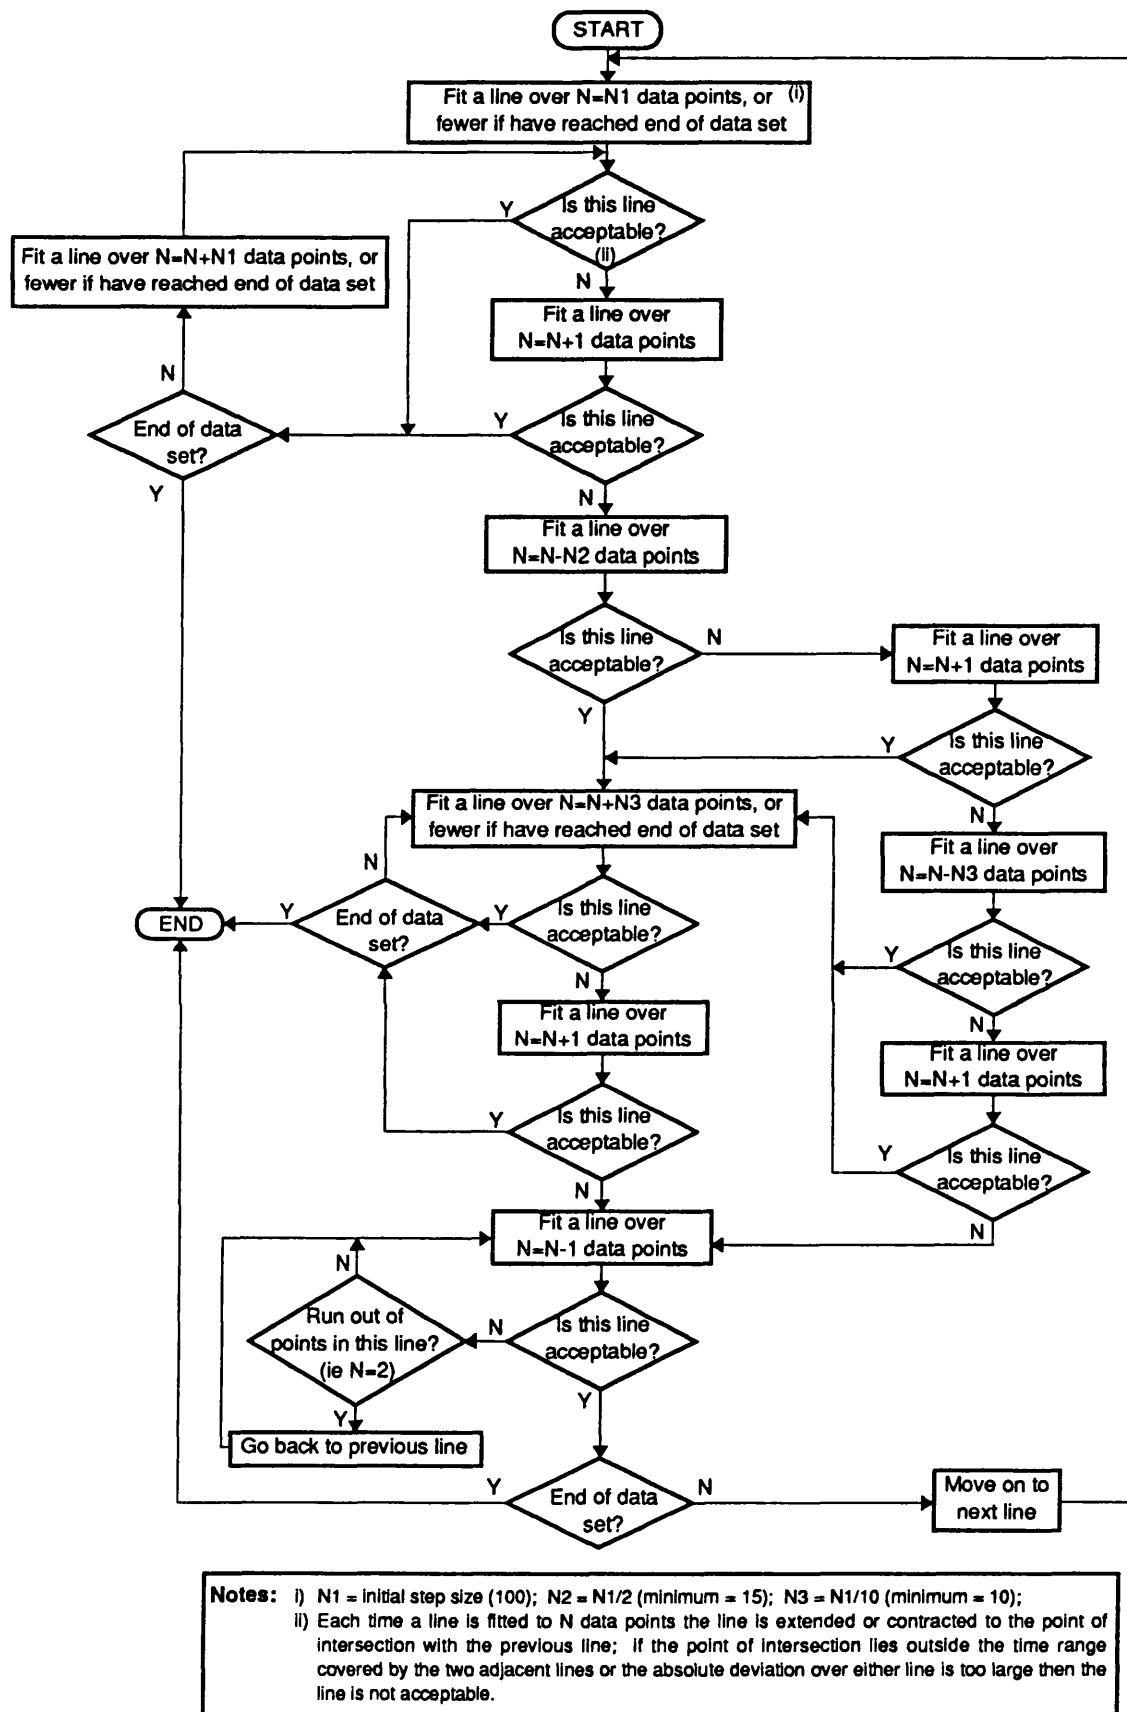 START
Fit a line over N=N1 data points, or (i)
fewer if have reached end of data set
Y
Is this line
acceptable?
(ii)
N
Fit a line over N=N+N1 data points, or
fewer if have reached end of data set
Fit a line over
N=N+1 data points
N
End of data
set?
Y
Y
Is this line
acceptable?
N
Fit a line over
N=N-N2 data points
Is this line
acceptable?
N
Y
Fit a line over
N=N+1 data points
Y
Is this line
acceptable?
N
Fit a line over N=N+N3 data points, or
fewer if have reached end of data set
Fit a line over
N=N-N3 data points
N
END
Y
End of data
set?
Y
Is this line
acceptable?
N
Y
Is this line
acceptable?
N
Fit a line over
N=N+1 data points
Fit a line over
N=N+1 data points
Y
Is this line
acceptable?
N
Y
Is this line
acceptable?
N
Fit a line over
N=N-1 data points
N
Run out of
points in this line?
(ie N=2)
Y
N
Is this line
acceptable?
Y
Go back to previous line
Y
End of data
set?
N
Move on to
next line
Notes: i) N1 = initial step size (100); N2 = N1/2 (minimum = 15); N3 = N1/10 (minimum = 10);
ii) Each time a line is fitted to N data points the line is extended or contracted to the point of
intersection with the previous line; if the point of intersection lies outside the time range
covered by the two adjacent lines or the absolute deviation over either line is too large then the
line is not acceptable.